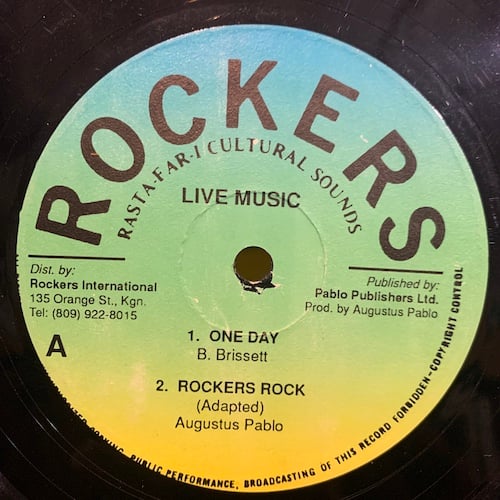 ROCKERS
RASTA-FAR-I CULTURAL SOUNDS
LIVE MUSIC
Dist. by:
Rockers International
135 Orange St., Kgn.
Tel: (809) 922-8015
Published by:
Pablo Publishers Ltd.
Prod. by Augustus Pablo
A
1. ONE DAY
B. Brissett
2. ROCKERS ROCK
(Adapted)
Augustus Pablo
PUBLIC PERFORMANCE, BROADCASTING OF THIS RECORD FORBIDDEN-COPYRIGHT CONTROL